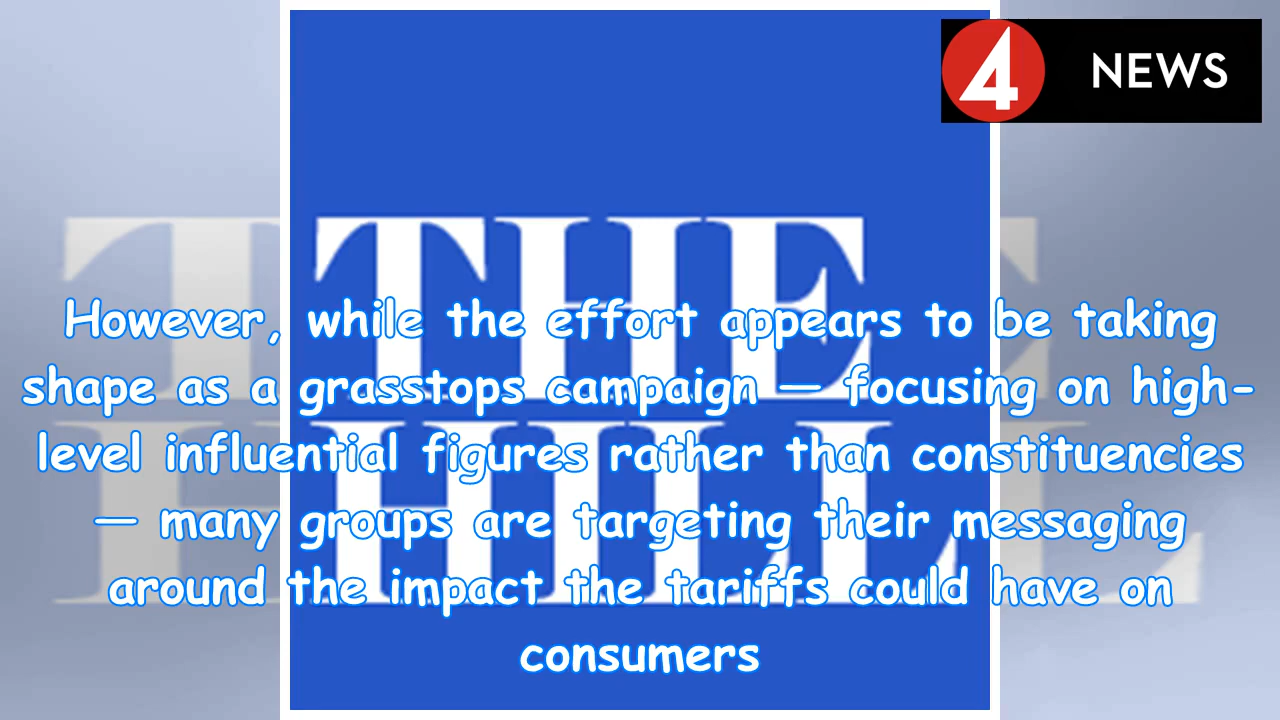 4 NEWS
THE
HILL
However, while the effort appears to be taking
shape as a grasstops campaign — focusing on high-
level influential figures rather than constituencies
— many groups are targeting their messaging
around the impact the tariffs could have on
consumers